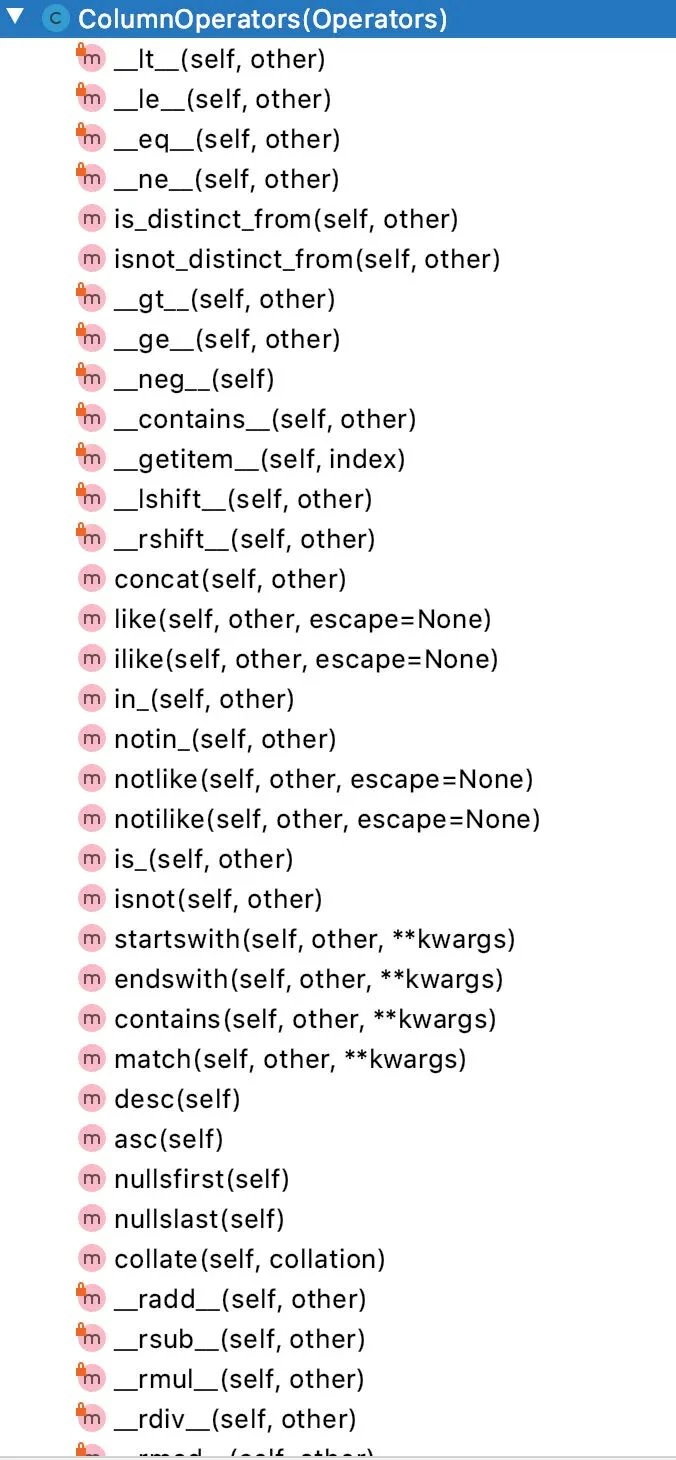 ColumnOperators(Operators)
m __lt__(self, other)
m __le__(self, other)
m __eq__(self, other)
m __ne__(self, other)
m is_distinct_from(self, other)
m isnot_distinct_from(self, other)
m __gt__(self, other)
m __ge__(self, other)
m __neg__(self)
m __contains__(self, other)
m __getitem__(self, index)
m __lshift__(self, other)
m __rshift__(self, other)
m concat(self, other)
m like(self, other, escape=None)
m ilike(self, other, escape=None)
m in_(self, other)
m notin_(self, other)
m notlike(self, other, escape=None)
m notilike(self, other, escape=None)
m is_(self, other)
m isnot(self, other)
m startswith(self, other, **kwargs)
m endswith(self, other, **kwargs)
m contains(self, other, **kwargs)
m match(self, other, **kwargs)
m desc(self)
m asc(self)
m nullsfirst(self)
m nullslast(self)
m collate(self, collation)
m __radd__(self, other)
m __rsub__(self, other)
m __rmul__(self, other)
m __rdiv__(self, other)